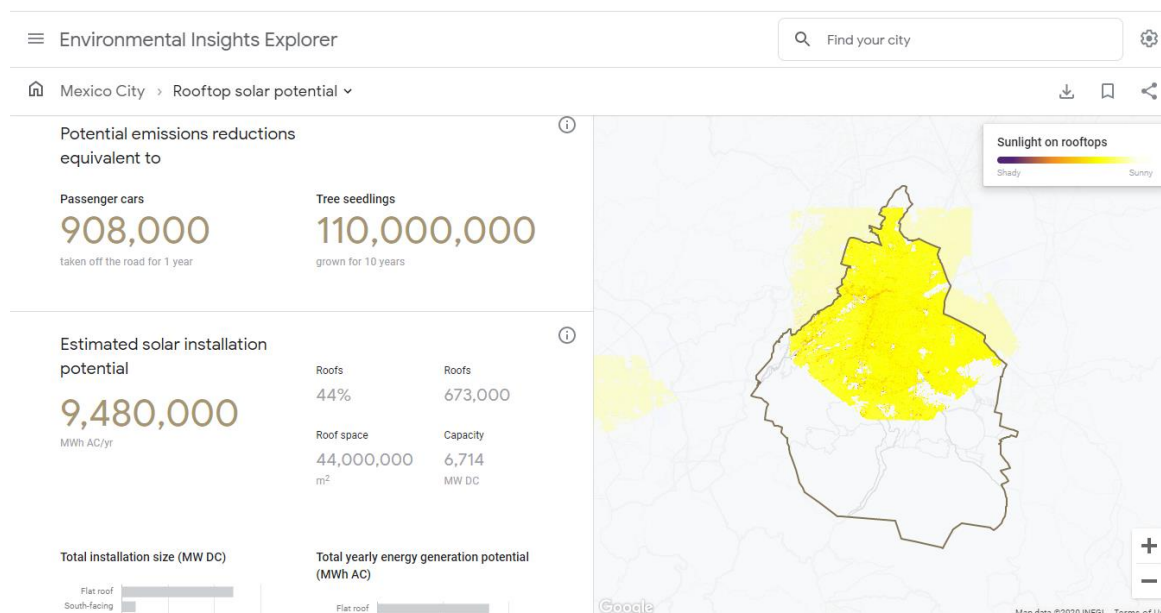 Environmental Insights Explorer
Find your city
Mexico City › Rooftop solar potential
Potential emissions reductions
equivalent to
Passenger cars
908,000
taken off the road for 1 year
Tree seedlings
110,000,000
grown for 10 years
Estimated solar installation
potential
9,480,000
MWh AC/yr
Roofs
44%
Roofs
673,000
Roof space
44,000,000
m²
Capacity
6,714
MW DC
Total installation size (MW DC)
Flat roof
South-facing
Total yearly energy generation potential
(MWh AC)
Flat roof
Sunlight on rooftops
Shady
Sunny
Google
Map data ©2020 INEGI
Terms of